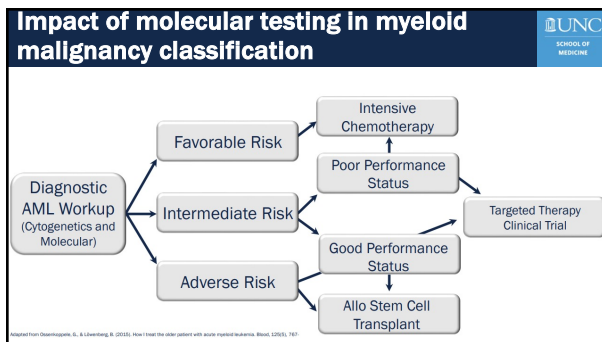 Impact of molecular testing in myeloid
malignancy classification
UNC
SCHOOL OF
MEDICINE
Diagnostic
AML Workup
(Cytogenetics and
Molecular)
Favorable Risk
Intermediate Risk
Adverse Risk
Intensive
Chemotherapy
Poor Performance
Status
Good Performance
Status
Allo Stem Cell
Transplant
Targeted Therapy
Clinical Trial
Adapted from Ossenkoppele, G., & Löwenberg, B. (2015). How I treat the older patient with acute myeloid leukemia. Blood, 125(5), 767-